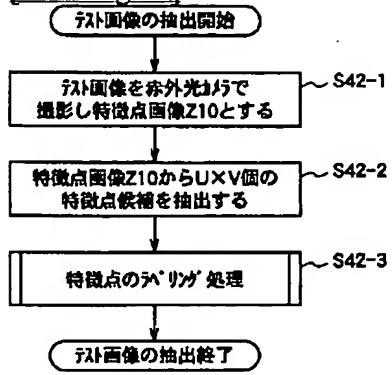 テスト画像の抽出開始
テスト画像を赤外光カメラで
撮影し特徴点画像Z10とする
S42-1
特徴点画像Z10からU×V個の
特徴点候補を抽出する
S42-2
特徴点のラベリング処理
S42-3
テスト画像の抽出終了